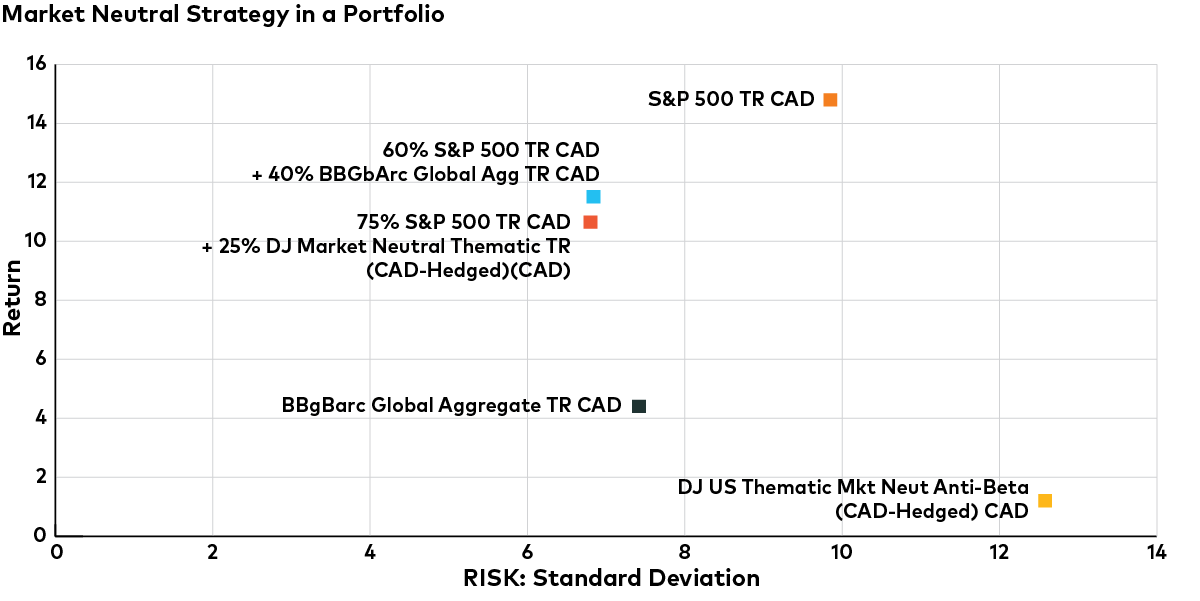 Market Neutral Strategy in a Portfolio
16
S&P 500 TR CAD
14
60% S&P 500 TR CAD
+ 40% BBGbArc Global Agg TR CAD
12
75% S&P 500 TR CAD
+ 25% DJ Market Neutral Thematic TR
(CAD-Hedged)(CAD)
10
Return
8
6
BBgBarc Global Aggregate TR CAD
4
2
DJ US Thematic Mkt Neut Anti-Beta
(CAD-Hedged) CAD
0
0 2 4 6 8 10 12 14
RISK: Standard Deviation